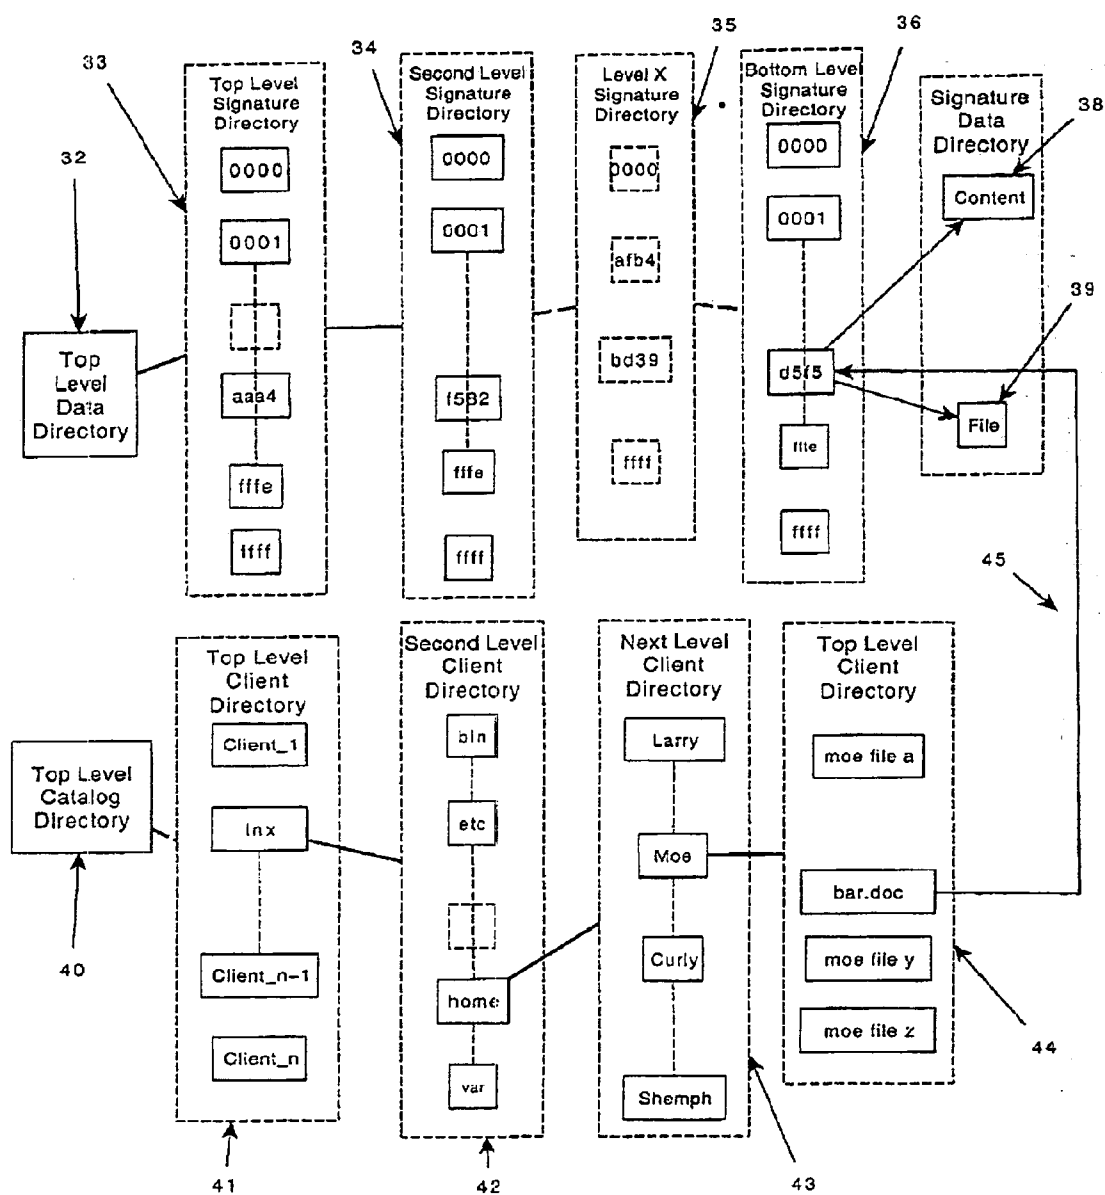 35
36
34
33
32
38
39
Top Level
Signature
Directory
0000
0001
aaa4
fffe
ffff
Second Level
Signature
Directory
0000
0001
f582
fffe
ffff
Level X
Signature
Directory
0000
afb4
bd39
ffff
Bottom Level
Signature
Directory
0000
0001
d5f5
fffe
ffff
Signature
Data
Directory
Content
File
Top
Level
Data
Directory
45
Top Level
Catalog
Directory
40
Top Level
Client
Directory
Client_1
lnx
Client_n-1
Client_n
41
Second Level
Client
Directory
bin
etc
home
var
42
Next Level
Client
Directory
Larry
Moe
Curly
Shemph
43
Top Level
Client
Directory
moe file a
bar.doc
moe file y
moe file z
44